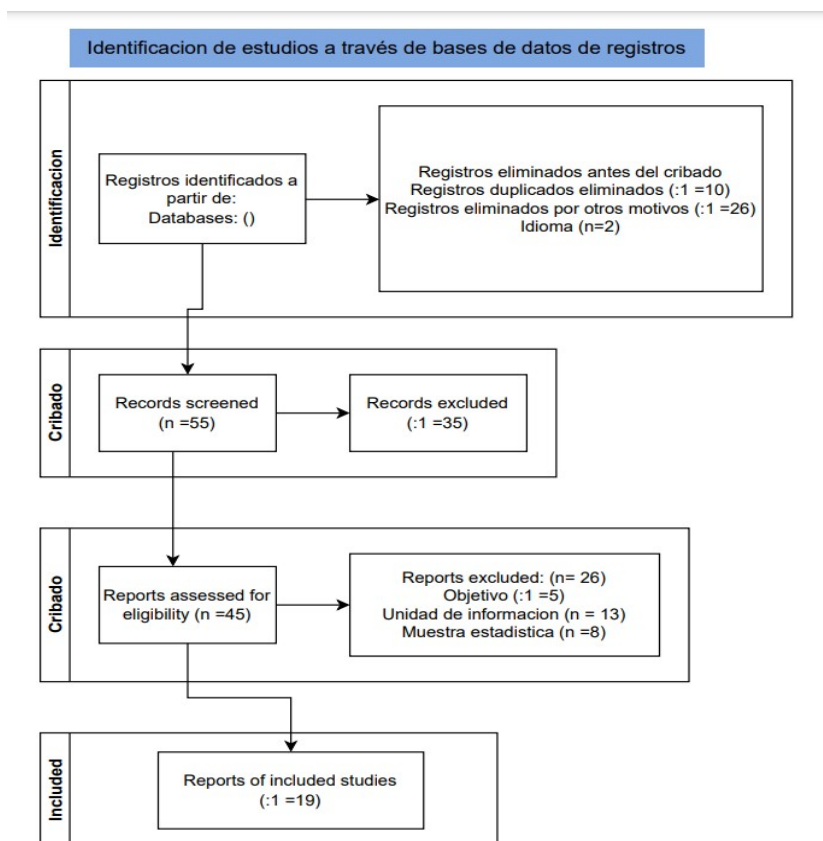 Identificacion de estudios a través de bases de datos de registros
Identificacion
Registros identificados a
partir de:
Databases: ()
Registros eliminados antes del cribado
Registros duplicados eliminados (:1 =10)
Registros eliminados por otros motivos (:1 =26)
Idioma (n=2)
Cribado
Records screened
(n =55)
Records excluded
(:1 =35)
Cribado
Reports assessed for
eligibility (n =45)
Reports excluded: (n= 26)
Objetivo (:1 =5)
Unidad de informacion (n = 13)
Muestra estadistica (n =8)
Included
Reports of included studies
(:1 =19)